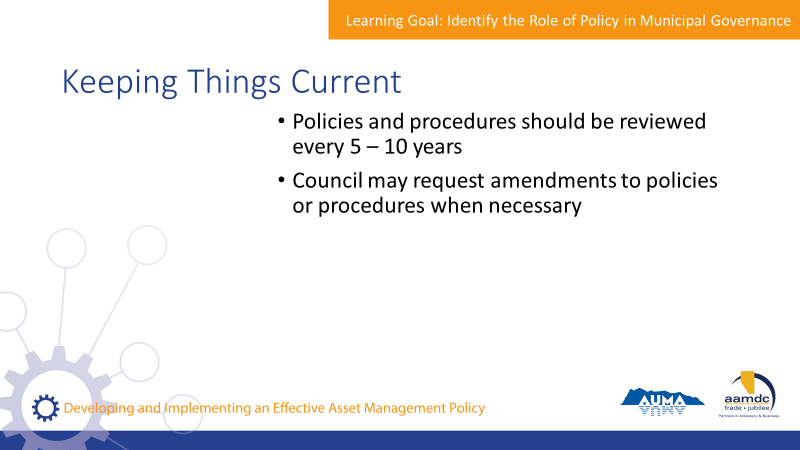 Learning Goal: Identify the Role of Policy in Municipal Governance
Keeping Things Current
• Policies and procedures should be reviewed
every 5 – 10 years
• Council may request amendments to policies
or procedures when necessary
Developing and Implementing an Effective Asset Management Policy
AUMA
aamdc
trade • jubilee
Partners in Advocacy & Business